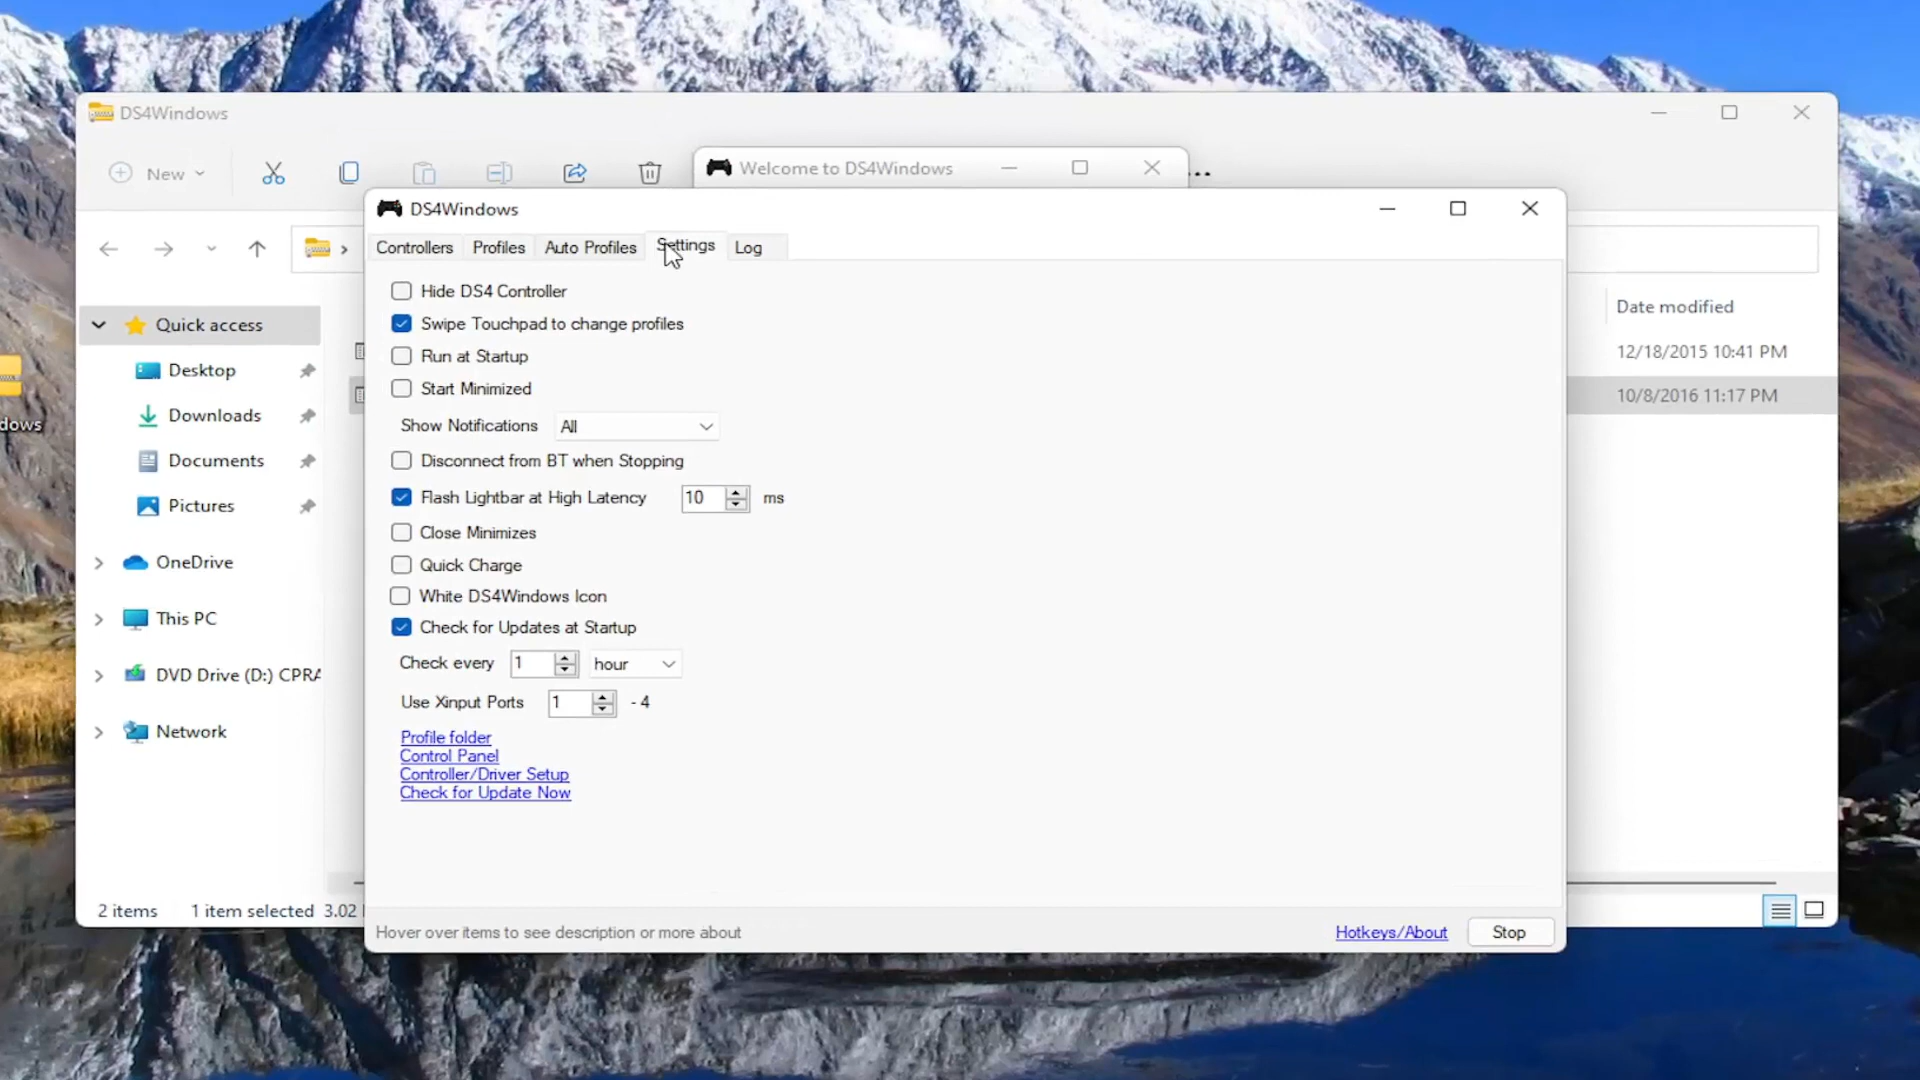 DS4Windows
New
Welcome to DS4Windows
...
DS4Windows
Controllers
Profiles
Auto Profiles
Settings
Log
Hide DS4 Controller
Swipe Touchpad to change profiles
Run at Startup
Start Minimized
Show Notifications
All
Disconnect from BT when Stopping
Flash Lightbar at High Latency
10
ms
Close Minimizes
Quick Charge
White DS4Windows Icon
Check for Updates at Startup
Check every
1
hour
Use Xinput Ports
1
- 4
Profile folder
Control Panel
Controller/Driver Setup
Check for Update Now
Hover over items to see description or more about
Hotkeys/About
Stop
Quick access
Desktop
Downloads
Documents
Pictures
OneDrive
This PC
DVD Drive (D:) CPRA
Network
Date modified
12/18/2015 10:41 PM
10/8/2016 11:17 PM
dows
2 items
1 item selected
3.02